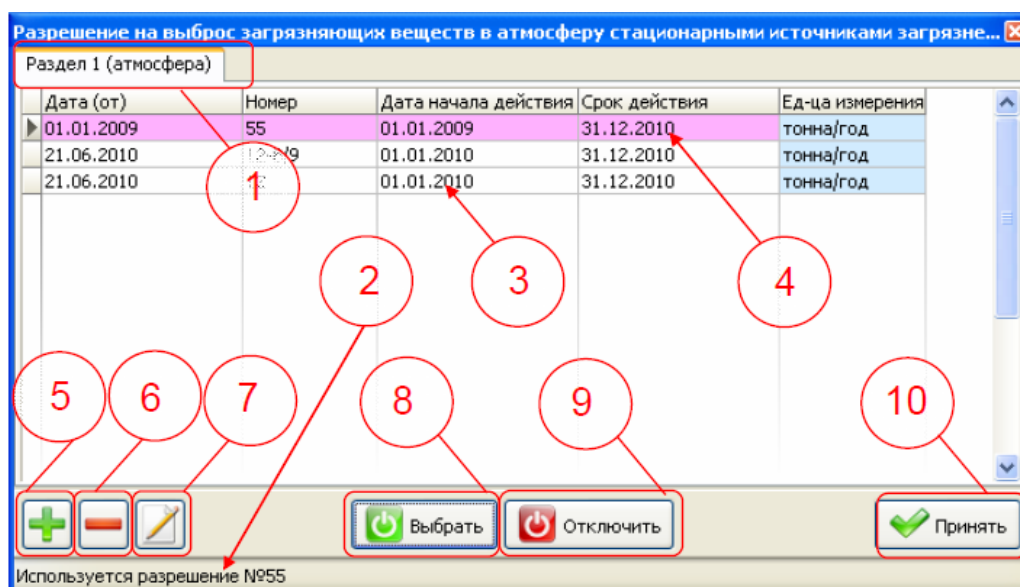 Разрешение на выброс загрязняющих веществ в атмосферу стационарными источниками загрязне...
Раздел 1 (атмосфера)
Дата (от) Номер Дата начала действия Срок действия Ед-ца измерения
01.01.2009 55 01.01.2009 31.12.2010 тонна/год
21.06.2010 01.01.2010 31.12.2010 тонна/год
21.06.2010 01.01.2010 31.12.2010 тонна/год
1
2
3
4
5
6
7
8
9
10
Выбрать Отключить Принять
Используется разрешение №55